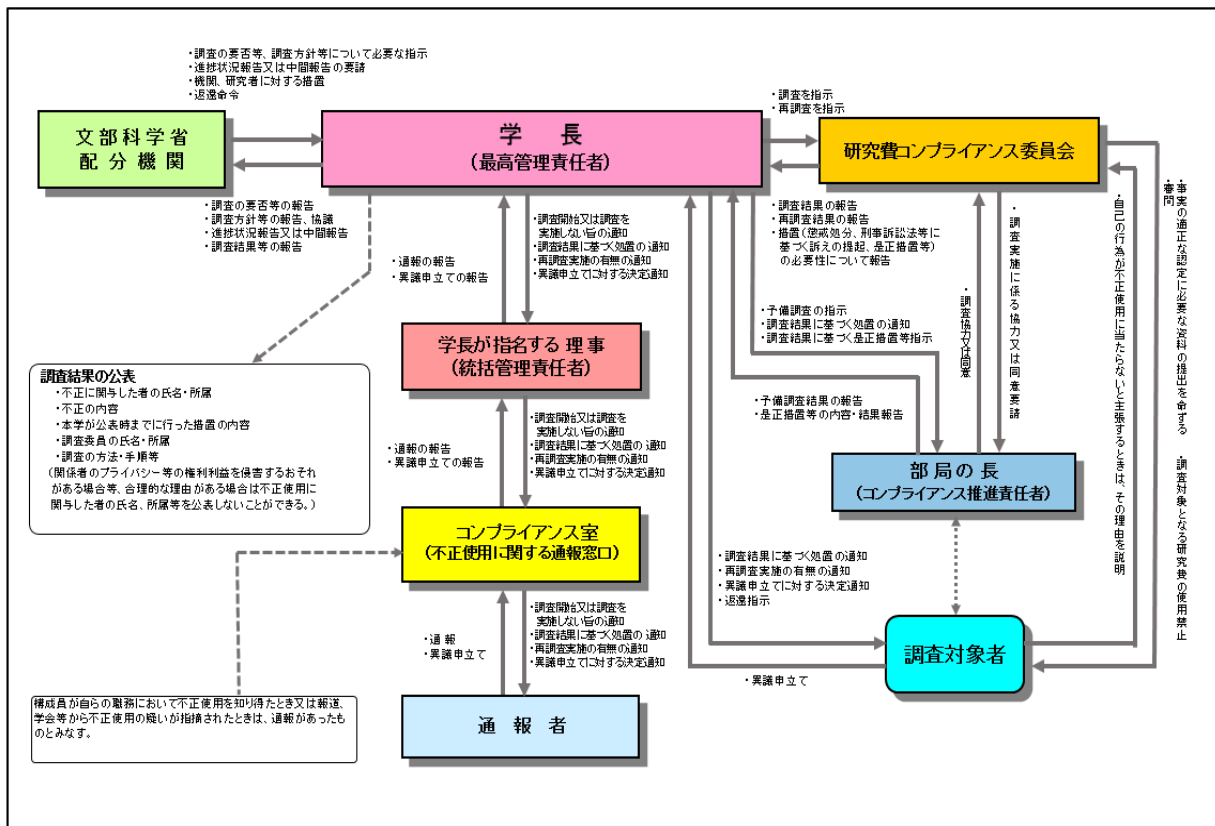 ・調査の要否等、調査方針等について必要な指示
・進捗状況報告又は中間報告の要請
・機関、研究者に対する措置
・返還命令
文部科学省
配分機関
学長
(最高管理責任者)
・調査を指示
・再調査を指示
研究費コンプライアンス委員会
・調査の要否等の報告
・調査方針等の報告、協議
・進捗状況報告又は中間報告
・調査結果等の報告
・通報の報告
・異議申立ての報告
・調査開始又は調査を
実施しない旨の通知
・調査結果に基づく処置の通知
・再調査実施の有無の通知
・異議申立てに対する決定通知
・調査結果の報告
・再調査結果の報告
・措置(懲戒処分、刑事訴訟法等に
基づく訴えの提起、是正措置等)
の必要性について報告
・予備調査の指示
・調査結果に基づく処置の通知
・調査結果に基づく是正措置等指示
・調査協力又は同意
・調査実施に係る協力又は同意要請
・自己の行為が不正使用に当たらないと主張するときは、その理由を説明
・事実の適正な認定に必要な資料の提出を命ずる ・調査対象となる研究費の使用禁止
・審問
学長が指名する理事
(統括管理責任者)
・予備調査結果の報告
・是正措置等の内容・結果報告
部局の長
(コンプライアンス推進責任者)
調査結果の公表
・不正に関与した者の氏名・所属
・不正の内容
・本学が公表時までに行った措置の内容
・調査委員の氏名・所属
・調査の方法・手順等
(関係者のプライバシー等の権利利益を侵害するおそれ
がある場合等、合理的な理由がある場合は不正使用に
関与した者の氏名、所属等を公表しないことができる。)
・通報の報告
・異議申立ての報告
・調査開始又は調査を
実施しない旨の通知
・調査結果に基づく処置の通知
・再調査実施の有無の通知
・異議申立てに対する決定通知
コンプライアンス室
(不正使用に関する通報窓口)
・調査結果に基づく処置の通知
・再調査実施の有無の通知
・異議申立てに対する決定通知
・返還指示
・通報
・異議申立て
・調査開始又は調査を
実施しない旨の通知
・調査結果に基づく処置の通知
・再調査実施の有無の通知
・異議申立てに対する決定通知
調査対象者
・異議申立て
構成員が自らの職務において不正使用を知り得たとき又は報道、
学会等から不正使用の疑いが指摘されたときは、通報があったも
のとみなす。
通報者